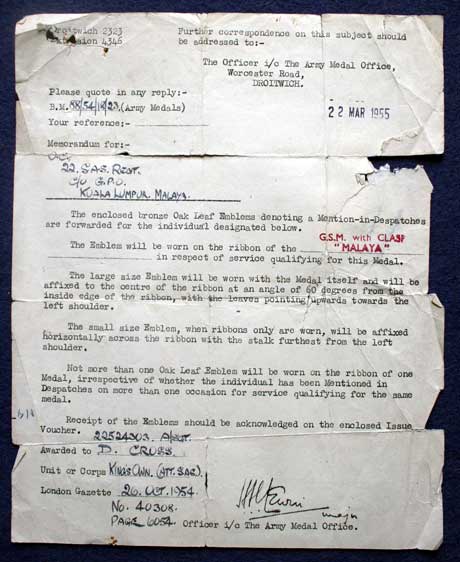 Droitwich 2323
Extension 4346
Further correspondence on this subject should
be addressed to:-
The Officer i/c The Army Medal Office,
Worcester Road,
DROITWICH.
Please quote in any reply:-
B.M. 68/54/18/23 (Army Medals)
22 MAR 1955
Your reference:-
Memorandum for:-
O.C.
22. S.A.S. REGT.
C/O G.P.O.
KUALA LUMPUR. MALAYA.
The enclosed bronze Oak Leaf Emblems denoting a Mention-in-Despatches
are forwarded for the individual designated below.
The Emblem will be worn on the ribbon of the G.S.M. with CLASP
"MALAYA"
in respect of service qualifying for this Medal.
The large size Emblem will be worn with the Medal itself and will be
affixed to the centre of the ribbon at an angle of 60 degrees from the
inside edge of the ribbon, with the leaves pointing upwards towards the
left shoulder.
The small size Emblem, when ribbons only are worn, will be affixed
horizontally across the ribbon with the stalk furthest from the left
shoulder.
Not more than one Oak Leaf Emblem will be worn on the ribbon of one
Medal, irrespective of whether the individual has been Mentioned in
Despatches on more than one occasion for service qualifying for the same
medal.
Receipt of the Emblems should be acknowledged on the enclosed Issue
Voucher.
22524303. A/SGT.
Awarded to D. CROSS.
Unit or Corps KINGS OWN. (ATT. SAS).
London Gazette 26. OCT. 1954.
No. 40308.
PAGE 6054.
major
Officer i/c The Army Medal Office.